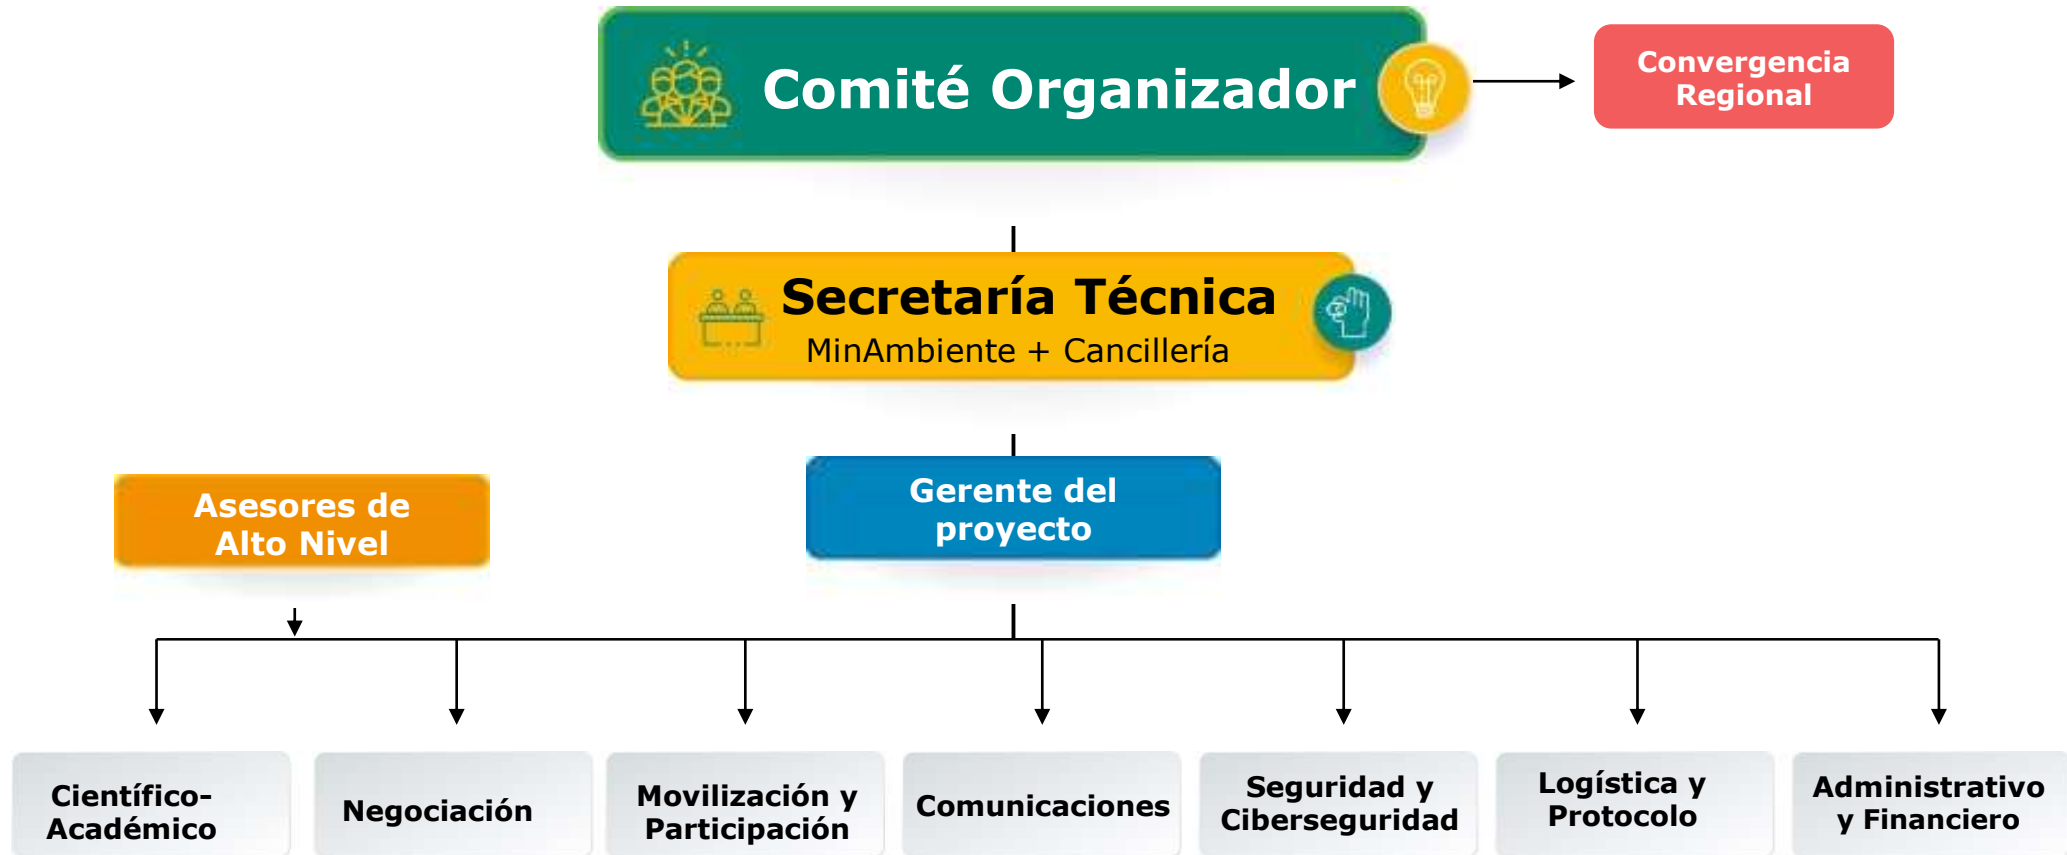 Comité Organizador
Convergencia
Regional
Secretaría Técnica
MinAmbiente + Cancillería
Asesores de
Alto Nivel
Gerente del
proyecto
Científico-
Académico
Negociación
Movilización y
Participación
Comunicaciones
Seguridad y
Ciberseguridad
Logística y
Protocolo
Administrativo
y Financiero